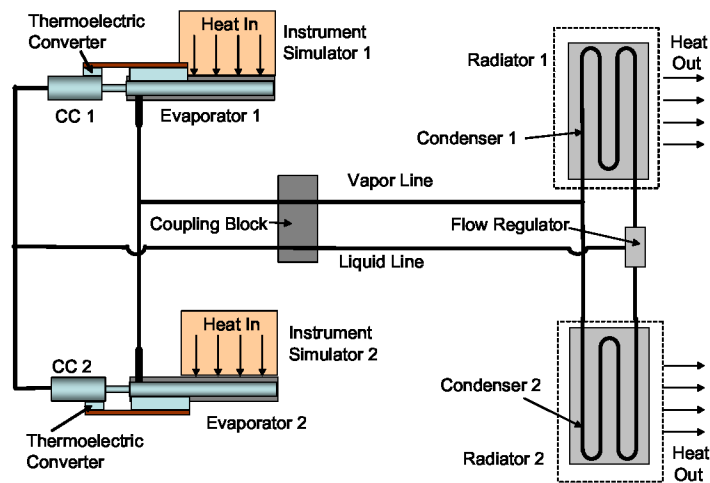 Thermoelectric
Converter
Heat In
Instrument
Simulator 1
CC 1
Evaporator 1
Radiator 1
Heat
Out
Condenser 1
Vapor Line
Coupling Block
Flow Regulator
Liquid Line
Heat In
Instrument
Simulator 2
CC 2
Evaporator 2
Thermoelectric
Converter
Condenser 2
Radiator 2
Heat
Out